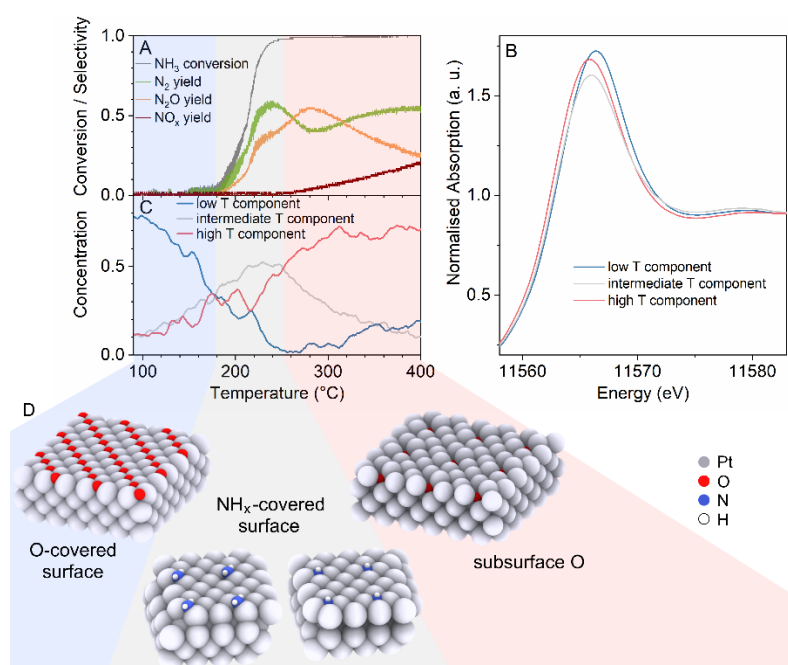 A
NH₃ conversion
N₂ yield
N₂O yield
NOₓ yield
Conversion / Selectivity
1.0
0.5
0.0
C
low T component
intermediate T component
high T component
Concentration
0.5
0.0
100
200
300
400
Temperature (°C)
B
Normalised Absorption (a. u.)
1.5
1.0
0.5
low T component
intermediate T component
high T component
11560
11570
11580
Energy (eV)
D
O-covered
surface
NHₓ-covered
surface
subsurface O
Pt
O
N
H